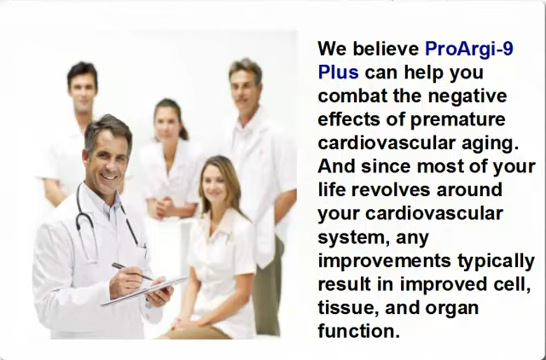 We believe ProArgi-9
Plus can help you
combat the negative
effects of premature
cardiovascular aging.
And since most of your
life revolves around
your cardiovascular
system, any
improvements typically
result in improved cell,
tissue, and organ
function.